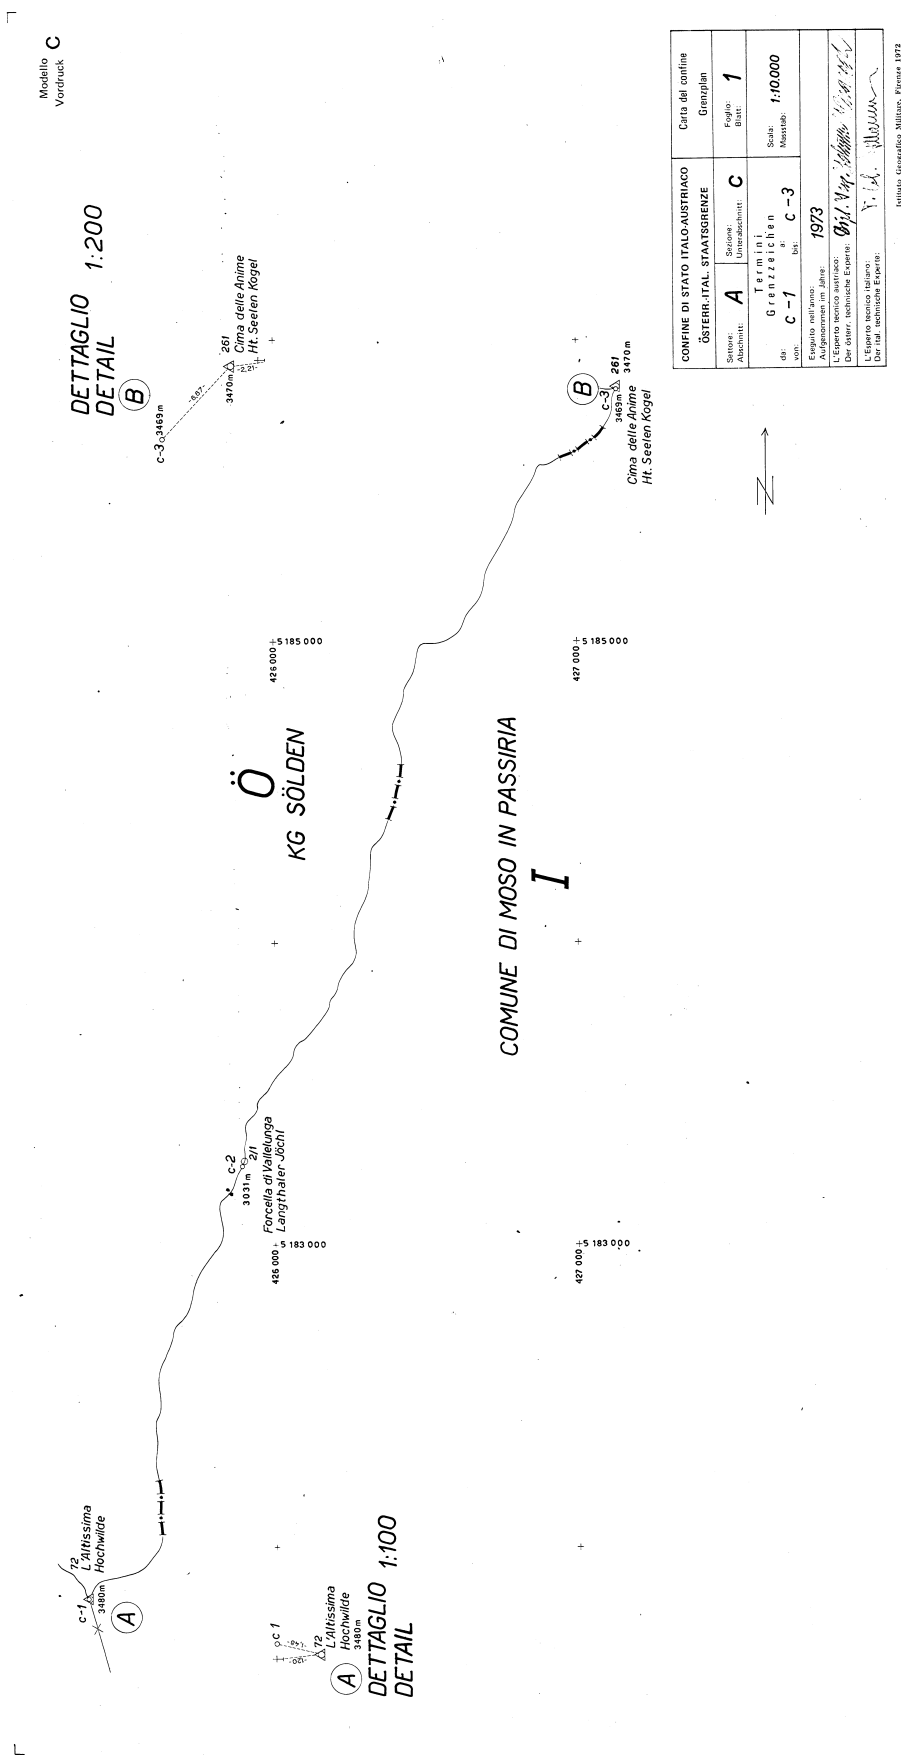 Modello C
Vordruck
DETTAGLIO 1:200
DETAIL
B
c-3 3469m
-6,67-
261
3470m
-2,21-
Cima delle Anime
Ht. Seelen Kogel
CONFINE DI STATO ITALO-AUSTRIACO
ÖSTERR.-ITAL. STAATSGRENZE
Carta del confine
Grenzplan
Settore: A
Abschnitt:
Sezione: C
Unterabschnitt:
Foglio: 1
Blatt:
Termini
Grenzzeichen
da: c-1 a: c-3
von: bis:
Scala: 1:10.000
Massstab:
Eseguito nell'anno: 1973
Aufgenommen im Jahre:
L'Esperto tecnico austriaco:
Der österr. technische Experte:
L'Esperto tecnico italiano:
Der ital. technische Experte:
Istituto Geografico Militare, Firenze 1972
B
c-3
261
3469m 3470m
Cima delle Anime
Ht. Seelen Kogel
426 000 5 185 000
427 000 5 185 000
Ö
KG SÖLDEN
COMUNE DI MOSO IN PASSIRIA
I
c-2
2/1
3031m
Forcella di Vallelunga
Langthaler Jöchl
426 000 5 183 000
427 000 5 183 000
c-1
72
L'Altissima
Hochwilde
3480m
A
c 1
72
L'Altissima
Hochwilde
3480m
A
DETTAGLIO 1:100
DETAIL